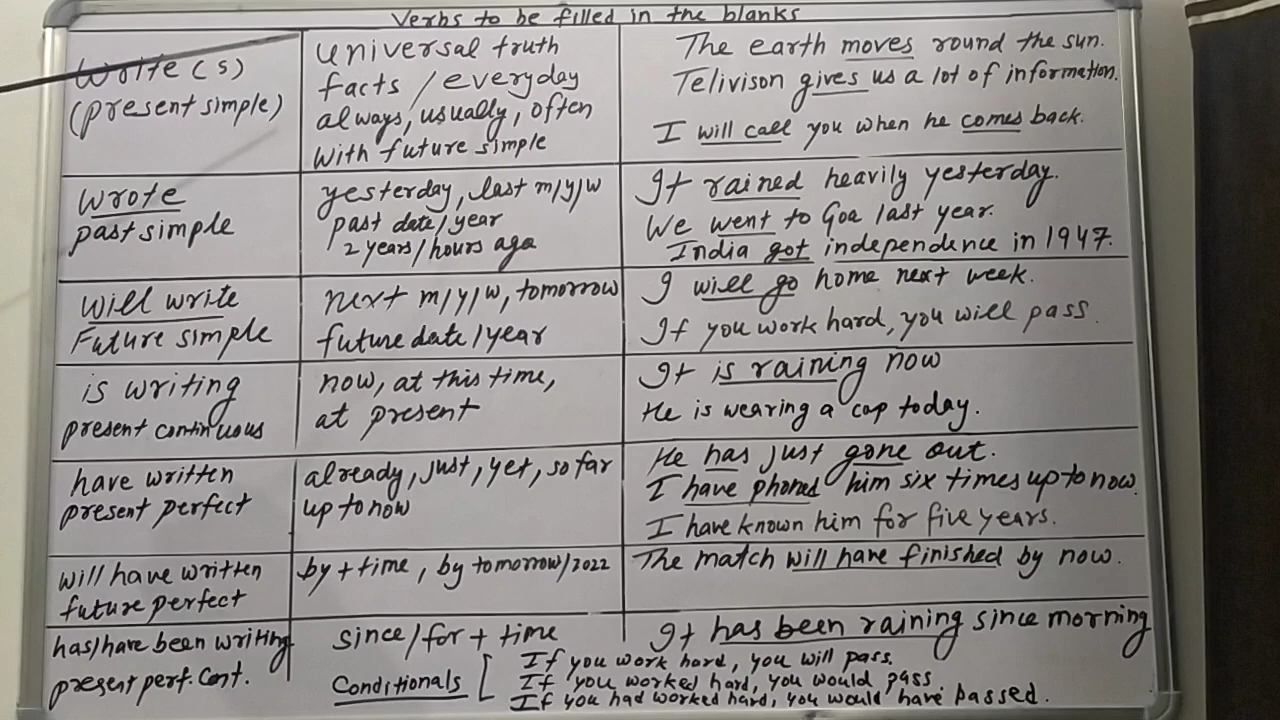 Verbs to be filled in the blanks
write (s)
(present simple)
universal truth
facts / everyday
always, usually, often
With future simple
The earth moves round the sun.
Telivison gives us a lot of information.
I will call you when he comes back.
Wrote
past simple
yesterday, last m/y/w
past date/year
2 years/hours ago
It rained heavily yesterday.
We went to Goa last year.
India got independence in 1947.
will write
Future simple
next m/y/w, tomorrow
future date/year
I will go home next week.
If you work hard, you will pass.
is writing
present continuous
now, at this time,
at present
It is raining now
He is wearing a cap today.
have written
present perfect
already, just, yet, so far
up to now
He has just gone out.
I have phoned him six times up to now.
I have known him for five years.
will have written
future perfect
by + time, by tomorrow/2022
The match will have finished by now.
has/have been writing
present perf. cont.
since/for + time
It has been raining since morning
Conditionals
If you work hard, you will pass.
If you worked hard, you would pass.
If you had worked hard, you would have passed.